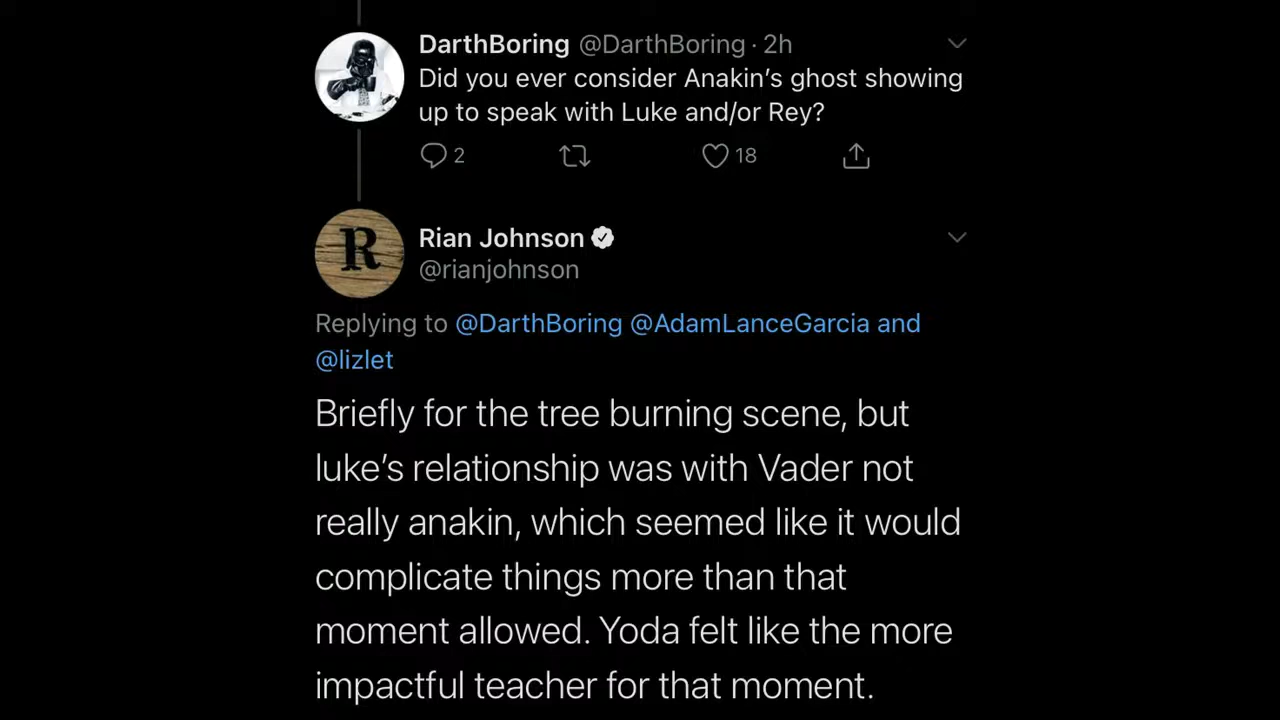 DarthBoring @DarthBoring · 2h
Did you ever consider Anakin's ghost showing
up to speak with Luke and/or Rey?
2 18
R
Rian Johnson
@rianjohnson
Replying to @DarthBoring @AdamLanceGarcia and
@lizlet
Briefly for the tree burning scene, but
luke's relationship was with Vader not
really anakin, which seemed like it would
complicate things more than that
moment allowed. Yoda felt like the more
impactful teacher for that moment.